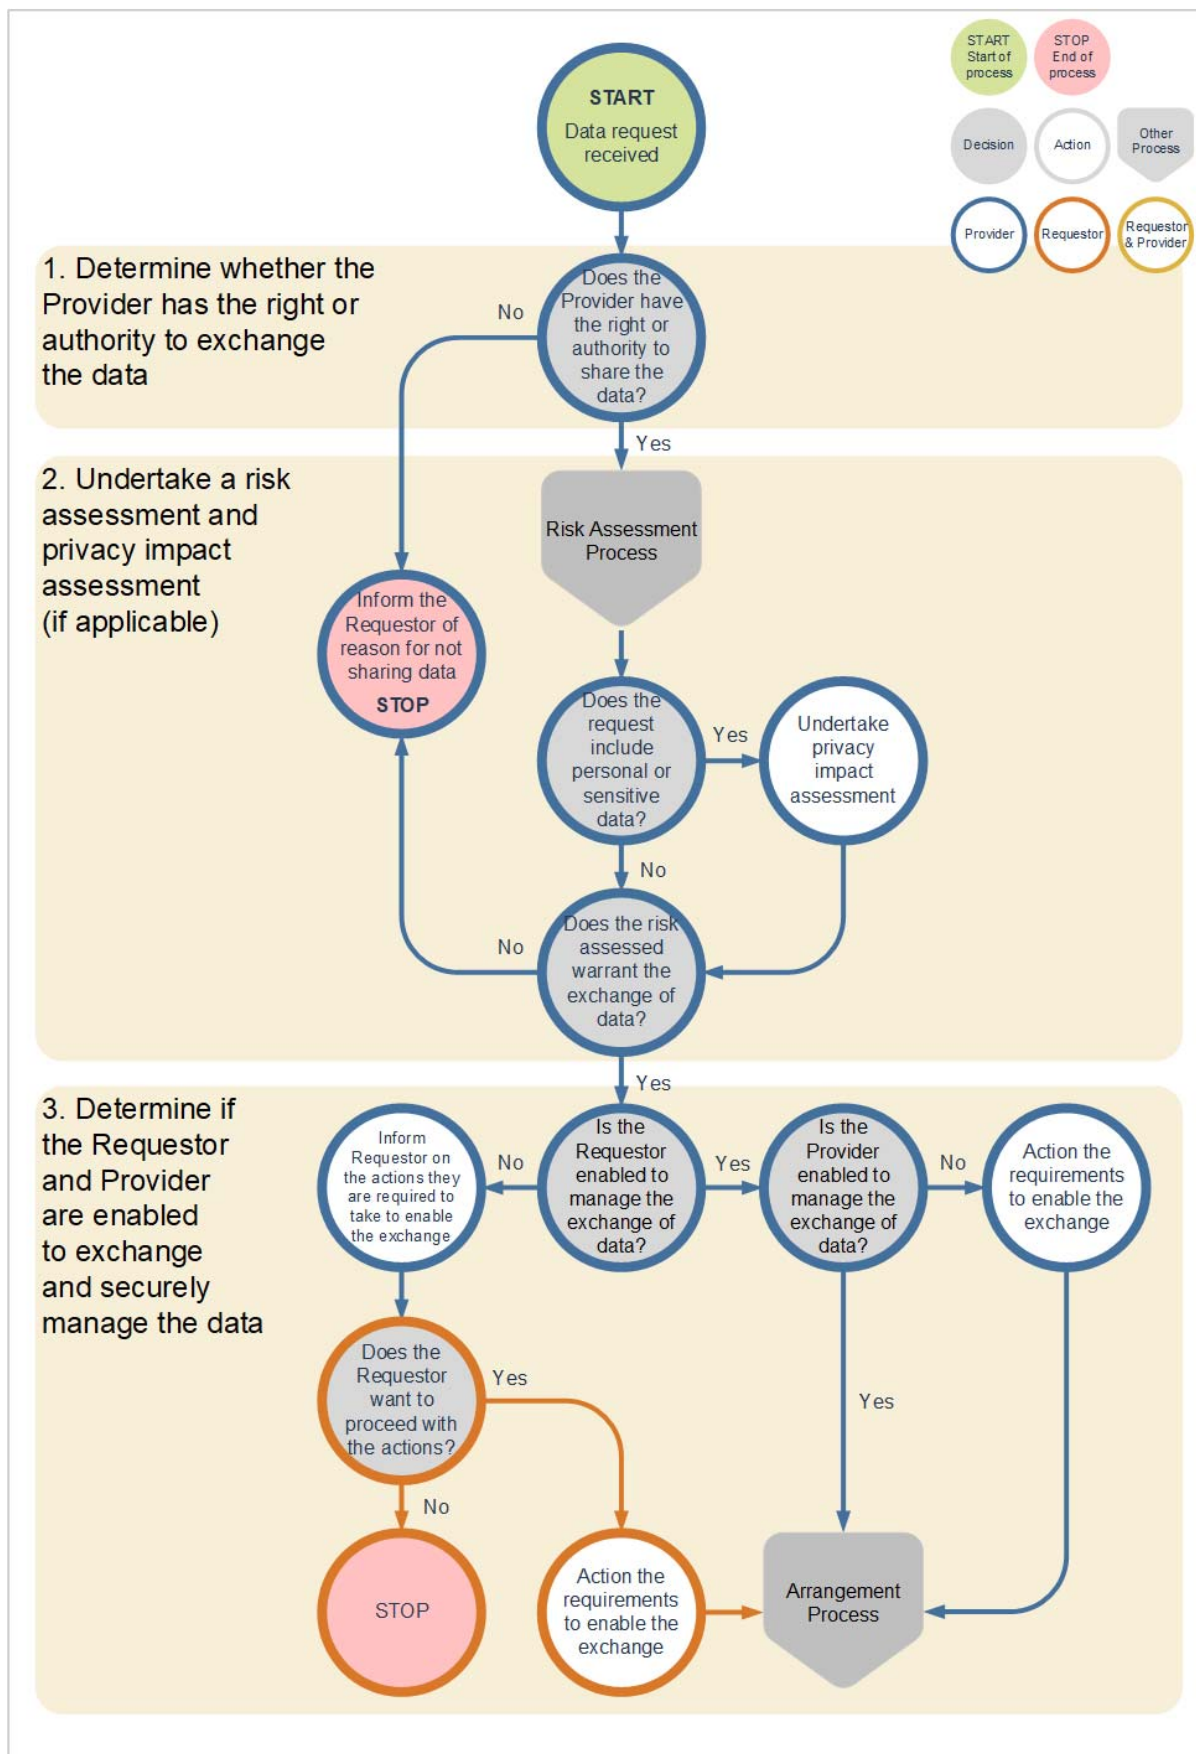 START
Data request
received
START
Start of
process
STOP
End of
process
Decision
Action
Other
Process
Provider
Requestor
Requestor
& Provider
1. Determine whether the
Provider has the right or
authority to exchange
the data
No
Does the
Provider have
the right or
authority to
share the
data?
Yes
2. Undertake a risk
assessment and
privacy impact
assessment
(if applicable)
Risk Assessment
Process
Inform the
Requestor of
reason for not
sharing data
STOP
Does the
request
include
personal or
sensitive
data?
Yes
Undertake
privacy
impact
assessment
No
No
Does the risk
assessed
warrant the
exchange of
data?
Yes
3. Determine if
the Requestor
and Provider
are enabled
to exchange
and securely
manage the data
Inform
Requestor on
the actions they
are required to
take to enable
the exchange
No
Is the
Requestor
enabled to
manage the
exchange of
data?
Yes
Is the
Provider
enabled to
manage the
exchange of
data?
No
Action the
requirements
to enable the
exchange
Does the
Requestor
want to
proceed with
the actions?
Yes
Yes
No
STOP
Action the
requirements
to enable the
exchange
Arrangement
Process